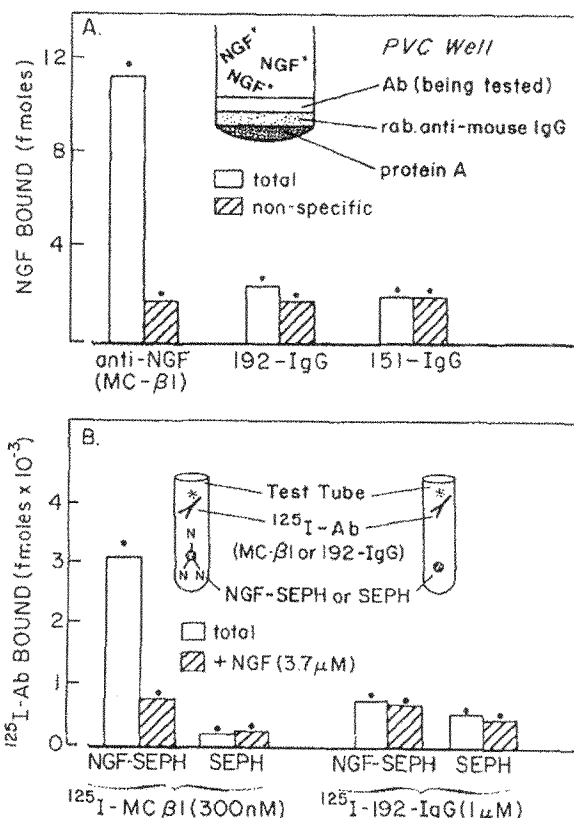 A.
12
8
4
NGF BOUND (fmoles)
NGF*
NGF*
NGF*
PVC Well
Ab (being tested)
rab. anti-mouse IgG
protein A
total
non-specific
anti-NGF
(MC-β1)
192-IgG
151-IgG
B.
4
3
2
1
0
125I-Ab BOUND (fmoles x 10-3)
Test Tube
125I-Ab
(MC-β1 or 192-IgG)
NGF-SEPH or SEPH
N
N N
total
+NGF (3.7μM)
NGF-SEPH SEPH NGF-SEPH SEPH
125I-MCβ1(300nM) 125I-192-IgG(1μM)